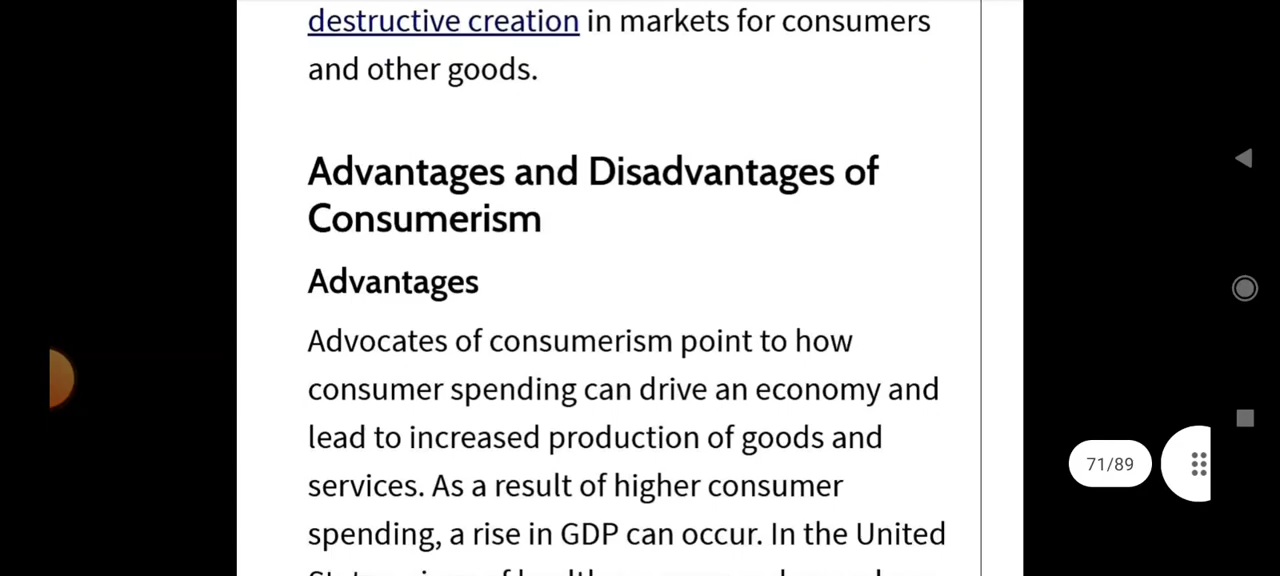 destructive creation in markets for consumers
and other goods.
Advantages and Disadvantages of
Consumerism
Advantages
Advocates of consumerism point to how
consumer spending can drive an economy and
lead to increased production of goods and
services. As a result of higher consumer
spending, a rise in GDP can occur. In the United
71/89